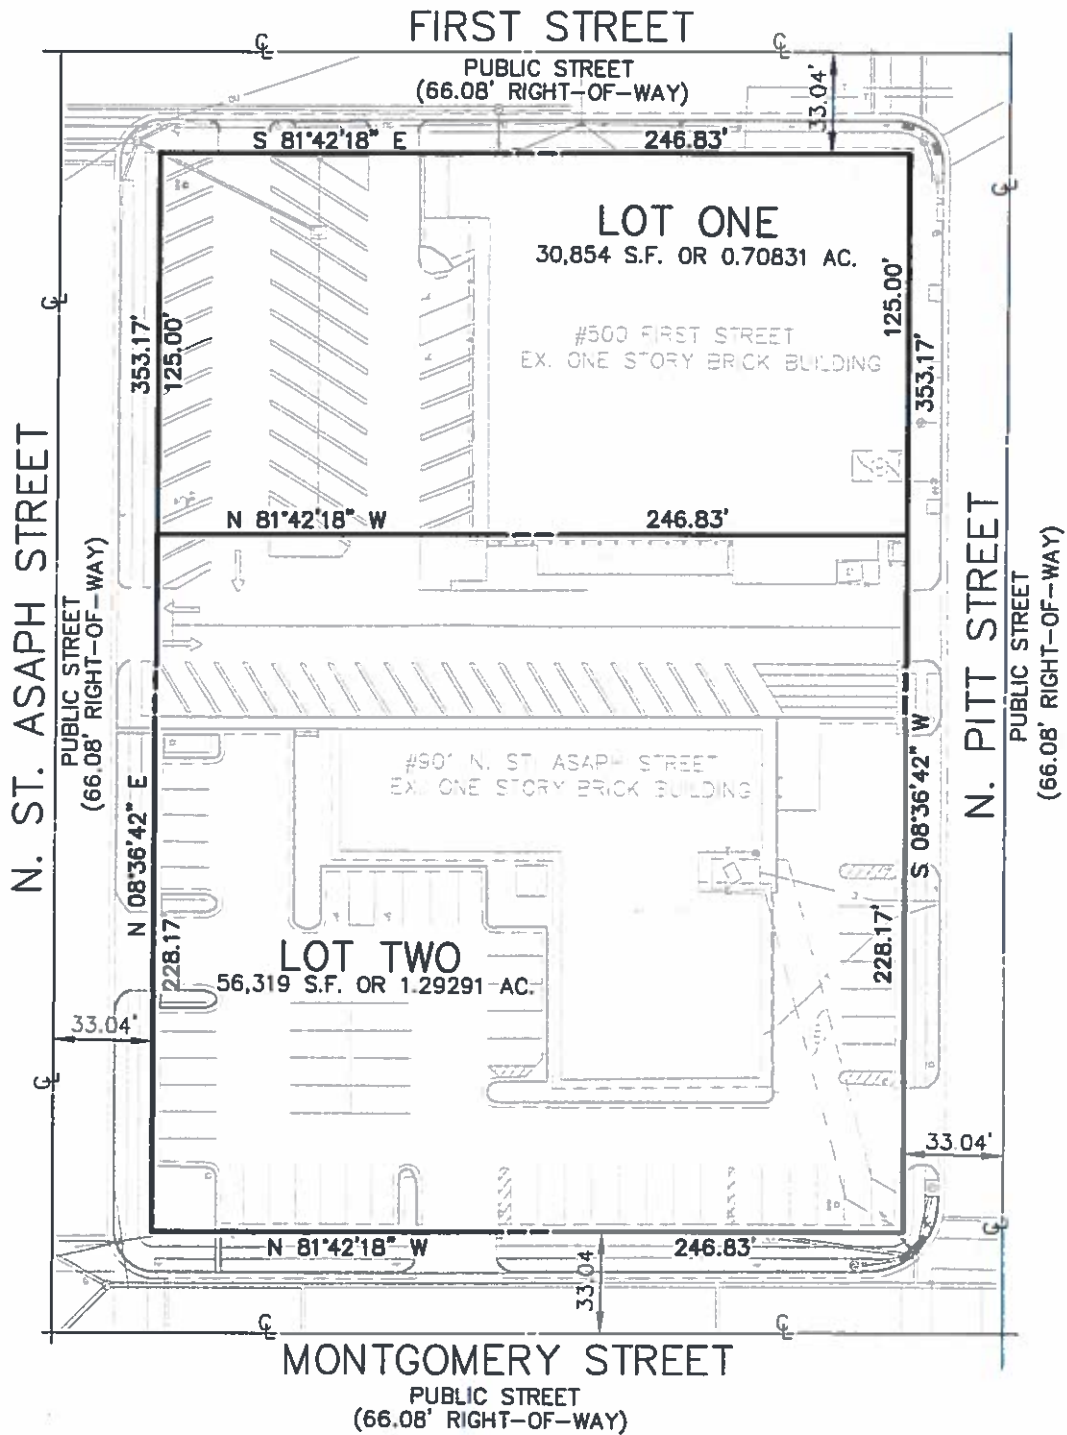 FIRST STREET
PUBLIC STREET
(66.08' RIGHT-OF-WAY)
33.04'
S 81°42'18" E
246.83'
LOT ONE
30,854 S.F. OR 0.70831 AC.
#500 FIRST STREET
EX. ONE STORY BRICK BUILDING
353.17'
125.00'
125.00'
353.17'
N 81°42'18" W
246.83'
N. ST. ASAPH STREET
PUBLIC STREET
(66.08' RIGHT-OF-WAY)
N. PITT STREET
PUBLIC STREET
(66.08' RIGHT-OF-WAY)
N. ST. ASAPH STREET
EX. ONE STORY BRICK BUILDING
N 08°36'42" E
228.17'
S 08°36'42" W
228.17'
LOT TWO
56,319 S.F. OR 1.29291 AC.
33.04'
33.04'
N 81°42'18" W
246.83'
33.04
MONTGOMERY STREET
PUBLIC STREET
(66.08' RIGHT-OF-WAY)